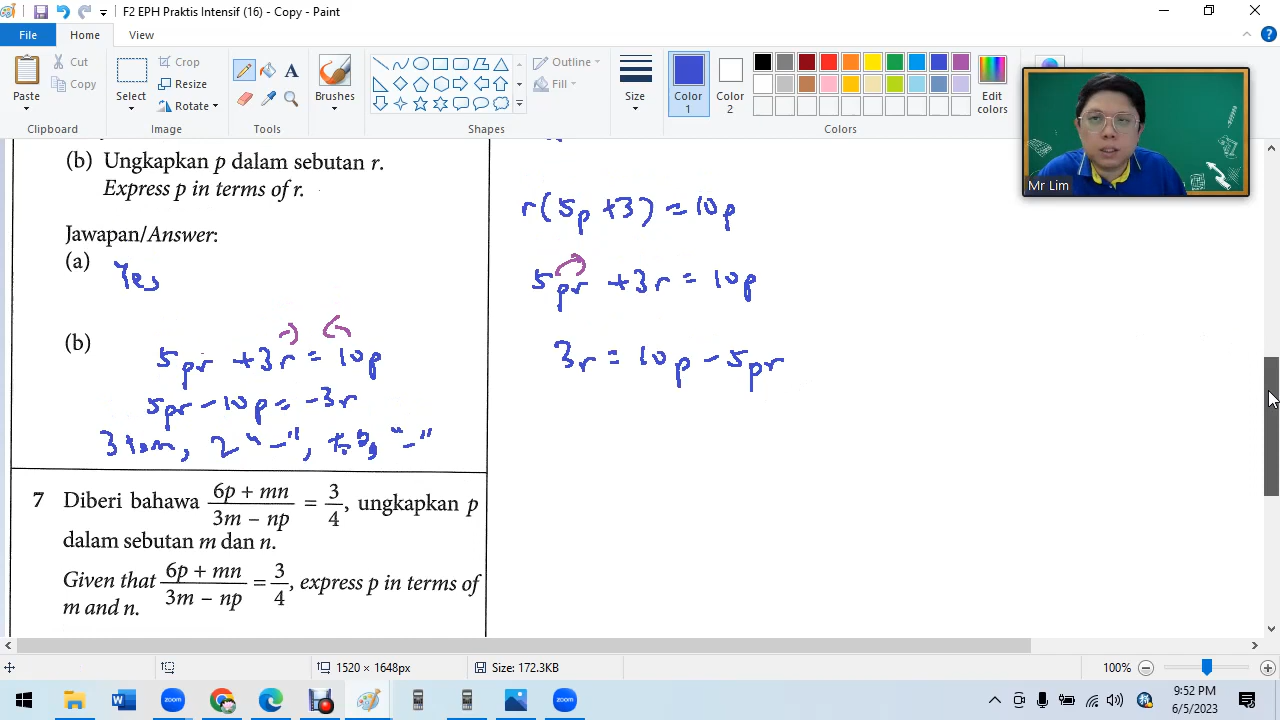 F2 EPH Praktis Intensif (16) - Copy - Paint
File Home View
Paste Cut Copy Clipboard
Select Crop Resize Rotate Image
Tools
Brushes
Shapes Outline Fill
Size
Color 1 Color 2 Edit colors Colors
Mr Lim
(b) Ungkapkan p dalam sebutan r.
Express p in terms of r.
Jawapan/Answer:
(a) Yes
(b) 5pr + 3r = 10p
5pr - 10p = -3r
3 term, 2 "-", "-"
r(5p + 3) = 10p
5pr + 3r = 10p
3r = 10p - 5pr
7 Diberi bahawa (6p + mn)/(3m – np) = 3/4, ungkapkan p
dalam sebutan m dan n.
Given that (6p + mn)/(3m – np) = 3/4, express p in terms of
m and n.
1520 × 1648px Size: 172.3KB 100%
W zoom zoom 9:52 PM
6/5/2023